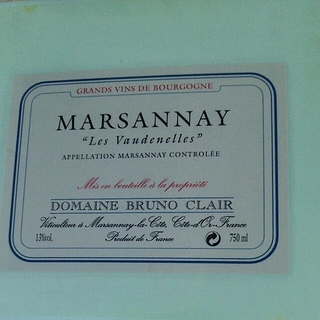 GRANDS VINS DE BOURGOGNE
MARSANNAY
"Les Vaudenelles"
APPELLATION MARSANNAY CONTROLÉE
Mis en bouteille à la propriété
DOMAINE BRUNO CLAIR
Viticulteur à Marsannay-la-Côte, Côte-d'Or-France
13%vol. Produit de France 750 ml